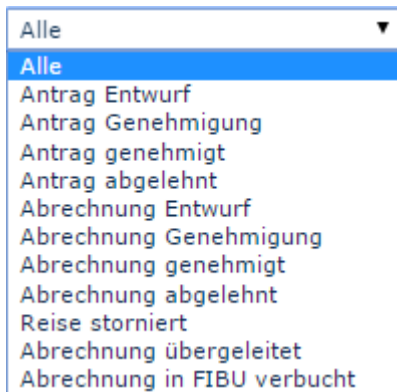 Alle
Alle
Antrag Entwurf
Antrag Genehmigung
Antrag genehmigt
Antrag abgelehnt
Abrechnung Entwurf
Abrechnung Genehmigung
Abrechnung genehmigt
Abrechnung abgelehnt
Reise storniert
Abrechnung übergeleitet
Abrechnung in FIBU verbucht